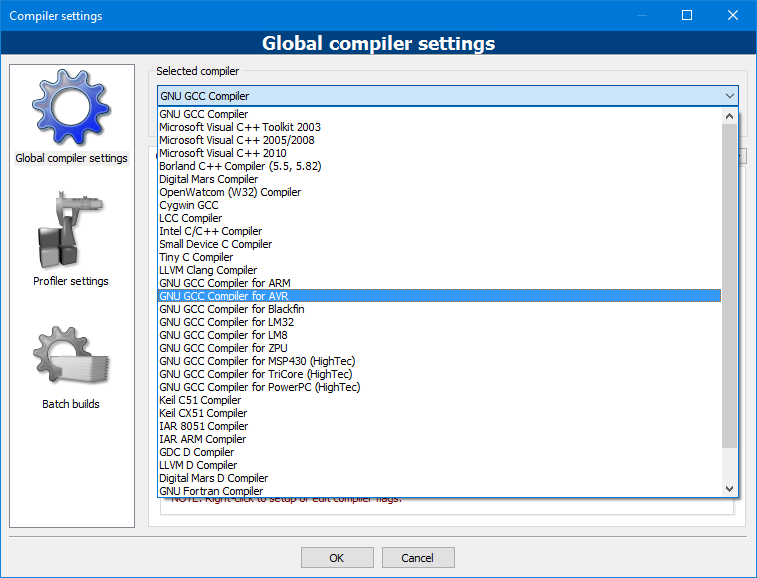 Compiler settings
Global compiler settings
Global compiler settings
Profiler settings
Batch builds
Selected compiler
GNU GCC Compiler
GNU GCC Compiler
Microsoft Visual C++ Toolkit 2003
Microsoft Visual C++ 2005/2008
Microsoft Visual C++ 2010
Borland C++ Compiler (5.5, 5.82)
Digital Mars Compiler
OpenWatcom (W32) Compiler
Cygwin GCC
LCC Compiler
Intel C/C++ Compiler
Small Device C Compiler
Tiny C Compiler
LLVM Clang Compiler
GNU GCC Compiler for ARM
GNU GCC Compiler for AVR
GNU GCC Compiler for Blackfin
GNU GCC Compiler for LM32
GNU GCC Compiler for LM8
GNU GCC Compiler for ZPU
GNU GCC Compiler for MSP430 (HighTec)
GNU GCC Compiler for TriCore (HighTec)
GNU GCC Compiler for PowerPC (HighTec)
Keil C51 Compiler
Keil CX51 Compiler
IAR 8051 Compiler
IAR ARM Compiler
GDC D Compiler
LLVM D Compiler
Digital Mars D Compiler
GNU Fortran Compiler
NOTE: Right-click to setup or edit compiler flags.
OK
Cancel